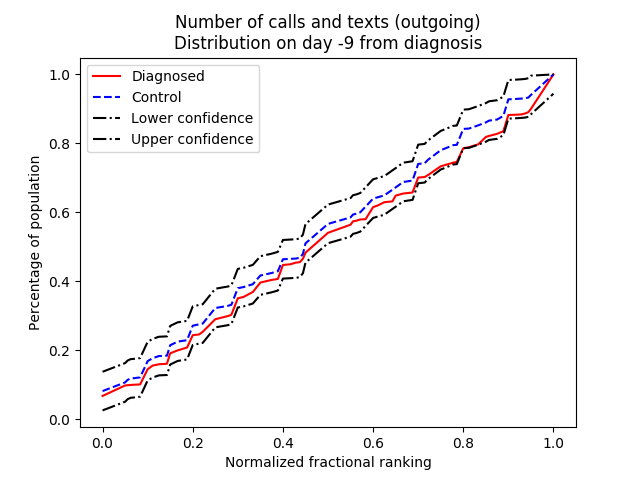 Number of calls and texts (outgoing)
Distribution on day -9 from diagnosis
Diagnosed
Control
Lower confidence
Upper confidence
Percentage of population
1.0
0.8
0.6
0.4
0.2
0.0
0.0 0.2 0.4 0.6 0.8 1.0
Normalized fractional ranking